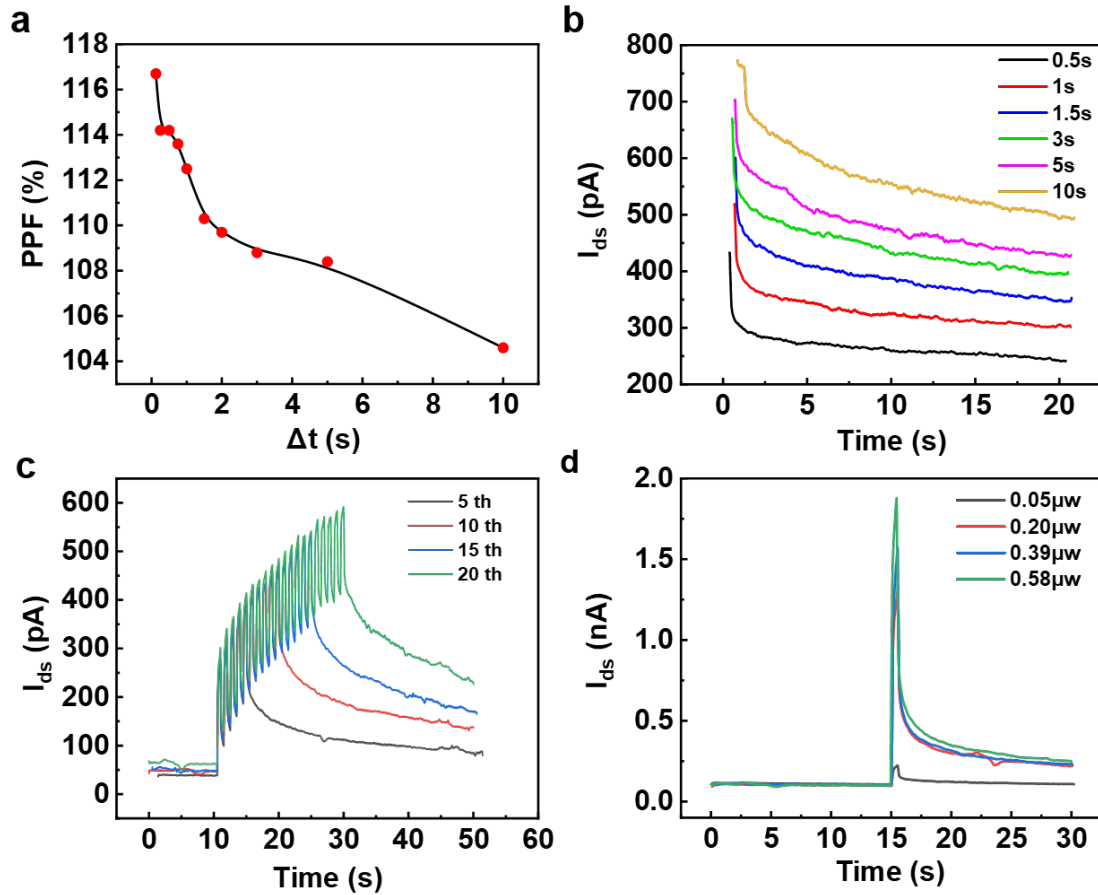 a
118
116
114
112
110
108
106
104
PPF (%)
0 2 4 6 8 10
Δt (s)
b
800
700
600
500
400
300
200
I_ds (pA)
0.5s
1s
1.5s
3s
5s
10s
0 5 10 15 20
Time (s)
c
600
500
400
300
200
100
0
I_ds (pA)
5 th
10 th
15 th
20 th
0 10 20 30 40 50 60
Time (s)
d
2.0
1.5
1.0
0.5
0.0
I_ds (nA)
0.05μw
0.20μw
0.39μw
0.58μw
0 5 10 15 20 25 30
Time (s)